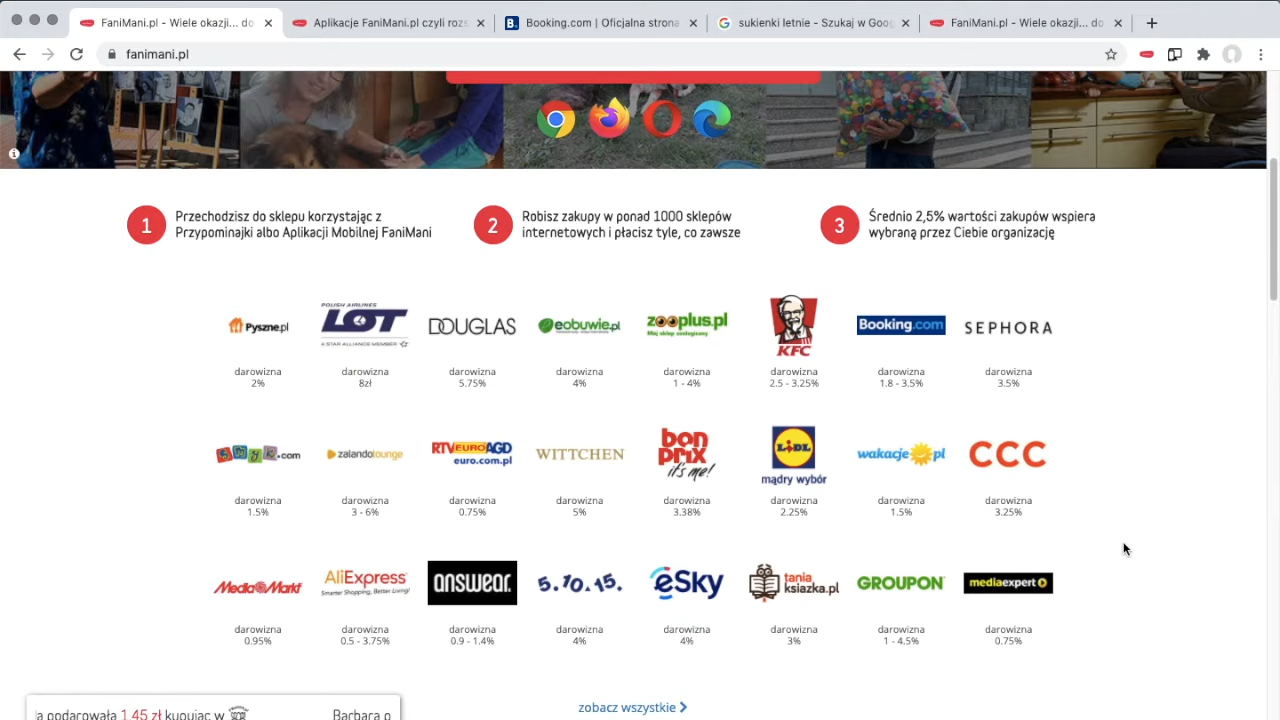 FaniMani.pl - Wiele okazji... do
Aplikacje FaniMani.pl czyli rozs
Booking.com | Oficjalna strona
sukienki letnie - Szukaj w Goog
FaniMani.pl - Wiele okazji... do
fanimani.pl
1 Przechodzisz do sklepu korzystając z
Przypominajki albo Aplikacji Mobilnej FaniMani
2 Robisz zakupy w ponad 1000 sklepów
internetowych i płacisz tyle, co zawsze
3 Średnio 2,5% wartości zakupów wspiera
wybraną przez Ciebie organizację
Pyszne.pl
POLISH AIRLINES
LOT
A STAR ALLIANCE MEMBER
DOUGLAS
eobuwie.pl
zooplus.pl
Mój sklep zoologiczny
KFC
Booking.com
SEPHORA
darowizna darowizna darowizna darowizna darowizna darowizna darowizna darowizna
2% 8zł 5.75% 4% 1 - 4% 2.5 - 3.25% 1.8 - 3.5% 3.5%
smyk.com
zalandolounge
RTV EURO AGD
euro.com.pl
WITTCHEN
bon
prix
it's me!
LIDL
mądry wybór
wakacje.pl
CCC
darowizna darowizna darowizna darowizna darowizna darowizna darowizna darowizna
1.5% 3 - 6% 0.75% 5% 3.38% 2.25% 1.5% 3.25%
Media Markt
AliExpress
Smarter Shopping, Better Living!
answear.
5.10.15.
eSky
tania
ksiazka.pl
GROUPON
mediaexpert
darowizna darowizna darowizna darowizna darowizna darowizna darowizna darowizna
0.95% 0.5 - 3.75% 0.9 - 1.4% 4% 4% 3% 1 - 4.5% 0.75%
a podarowała 1,45 zł kupując w Barbara p
zobacz wszystkie